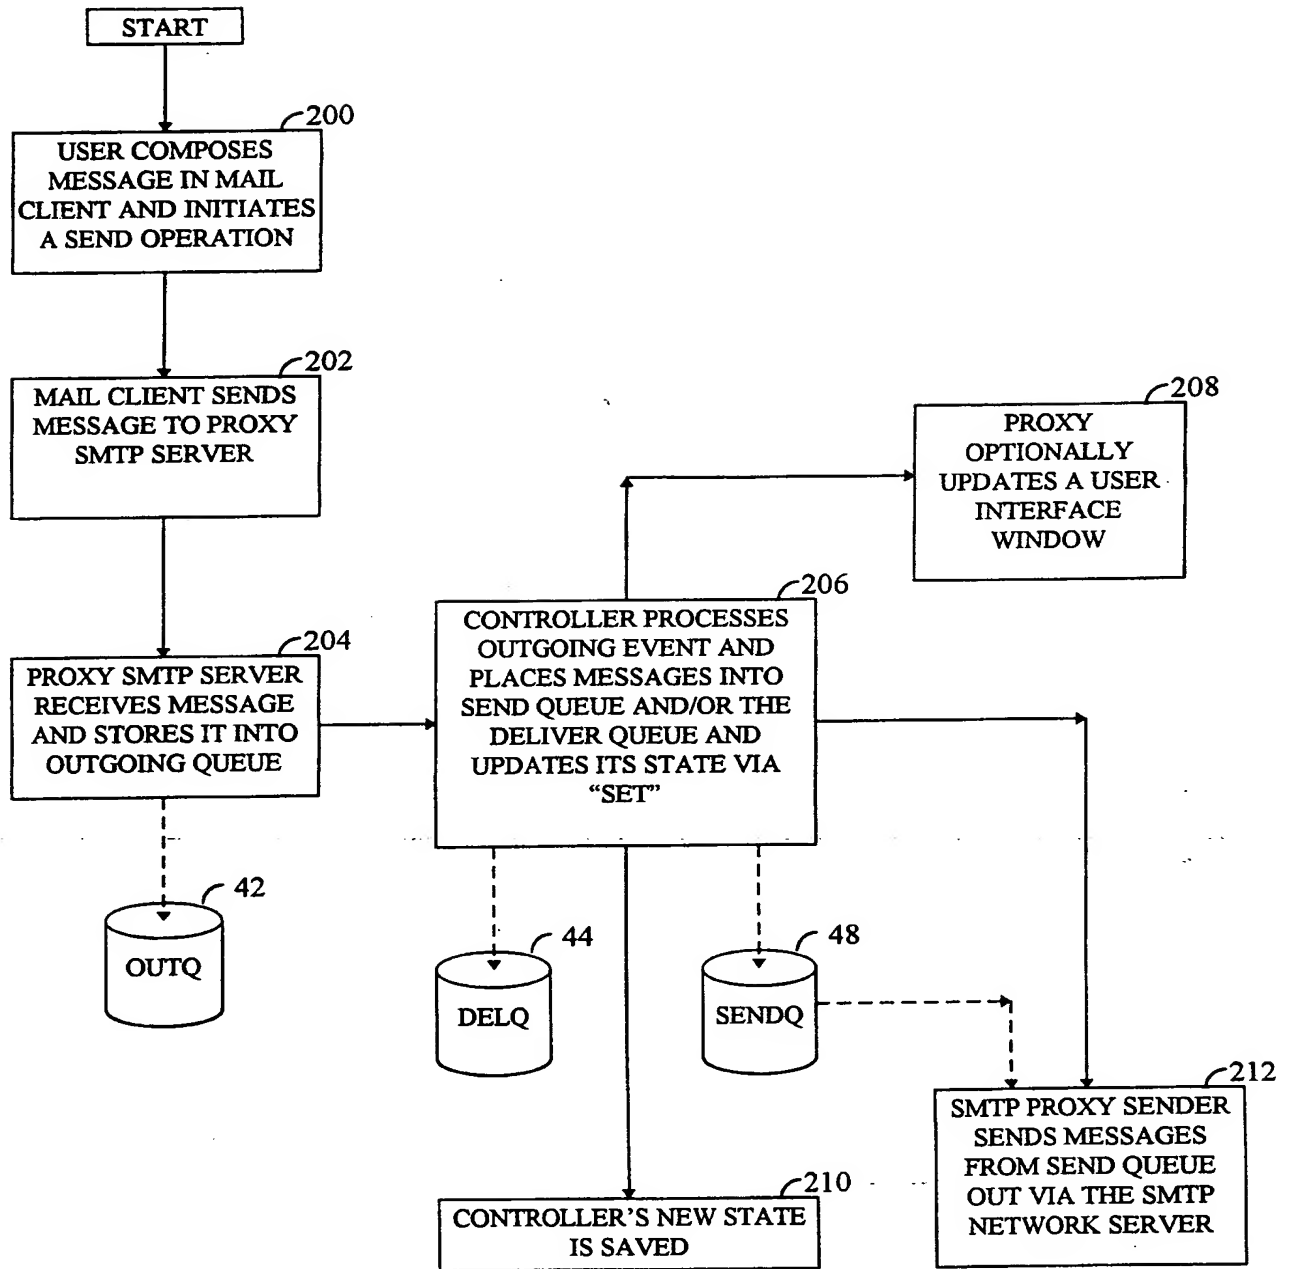 START
200
USER COMPOSES
MESSAGE IN MAIL
CLIENT AND INITIATES
A SEND OPERATION
202
MAIL CLIENT SENDS
MESSAGE TO PROXY
SMTP SERVER
208
PROXY
OPTIONALLY
UPDATES A USER
INTERFACE
WINDOW
204
PROXY SMTP SERVER
RECEIVES MESSAGE
AND STORES IT INTO
OUTGOING QUEUE
206
CONTROLLER PROCESSES
OUTGOING EVENT AND
PLACES MESSAGES INTO
SEND QUEUE AND/OR THE
DELIVER QUEUE AND
UPDATES ITS STATE VIA
“SET”
42
OUTQ
44
DELQ
48
SENDQ
212
SMTP PROXY SENDER
SENDS MESSAGES
FROM SEND QUEUE
OUT VIA THE SMTP
NETWORK SERVER
210
CONTROLLER’S NEW STATE
IS SAVED